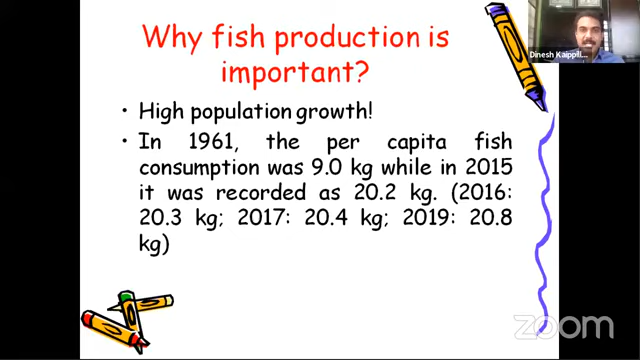 Why fish production is
important?
• High population growth!
• In 1961, the per capita fish
consumption was 9.0 kg while in 2015
it was recorded as 20.2 kg. (2016:
20.3 kg; 2017: 20.4 kg; 2019: 20.8
kg)
Dinesh Kaippilli...
zoom